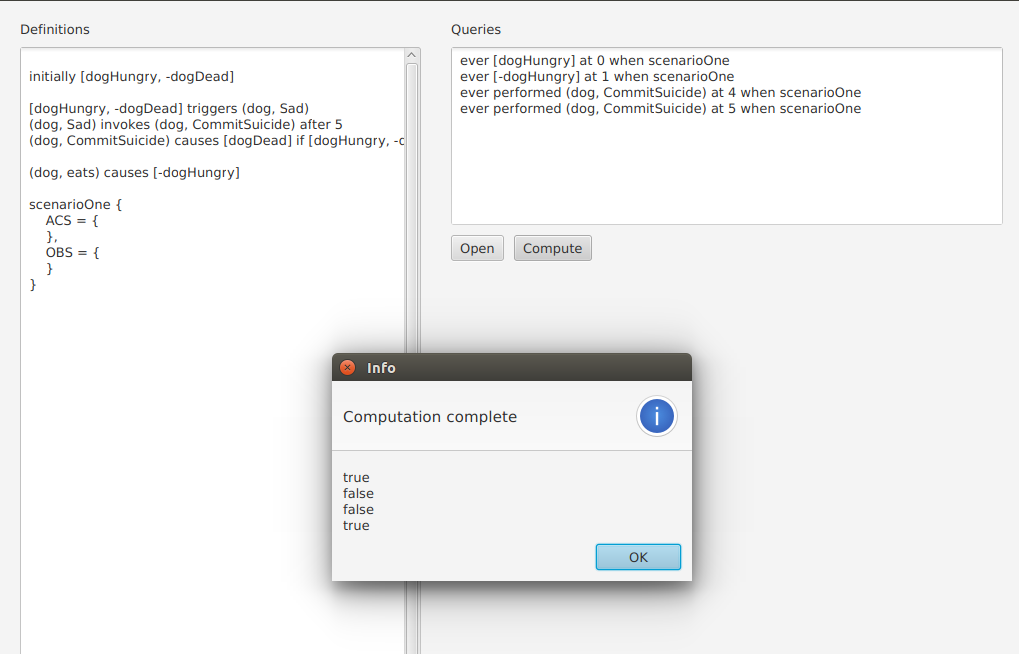 Definitions
initially [dogHungry, -dogDead]
[dogHungry, -dogDead] triggers (dog, Sad)
(dog, Sad) invokes (dog, CommitSuicide) after 5
(dog, CommitSuicide) causes [dogDead] if [dogHungry, -d
(dog, eats) causes [-dogHungry]
scenarioOne {
ACS = {
},
OBS = {
}
}
Queries
ever [dogHungry] at 0 when scenarioOne
ever [-dogHungry] at 1 when scenarioOne
ever performed (dog, CommitSuicide) at 4 when scenarioOne
ever performed (dog, CommitSuicide) at 5 when scenarioOne
Open
Compute
Info
Computation complete
i
true
false
false
true
OK